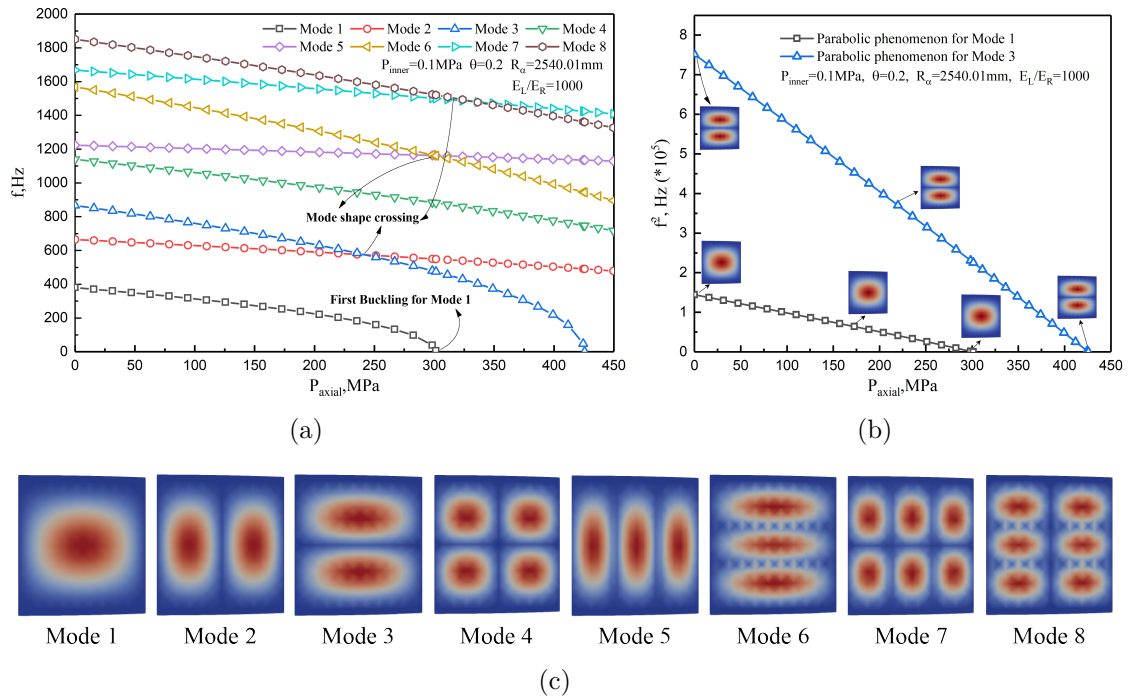 Mode 1 Mode 2 Mode 3 Mode 4
Mode 5 Mode 6 Mode 7 Mode 8
P_inner=0.1MPa θ=0.2 R_α=2540.01mm
E_L/E_R=1000
Mode shape crossing
First Buckling for Mode 1
2000
1800
1600
1400
1200
1000
800
600
400
200
0
f,Hz
0 50 100 150 200 250 300 350 400 450
P_axial,MPa
(a)
Parabolic phenomenon for Mode 1
Parabolic phenomenon for Mode 3
P_inner=0.1MPa, θ=0.2, R_α=2540.01mm, E_L/E_R=1000
8
7
6
5
4
3
2
1
0
f², Hz (*10⁵)
0 50 100 150 200 250 300 350 400 450
P_axial,MPa
(b)
Mode 1 Mode 2 Mode 3 Mode 4 Mode 5 Mode 6 Mode 7 Mode 8
(c)